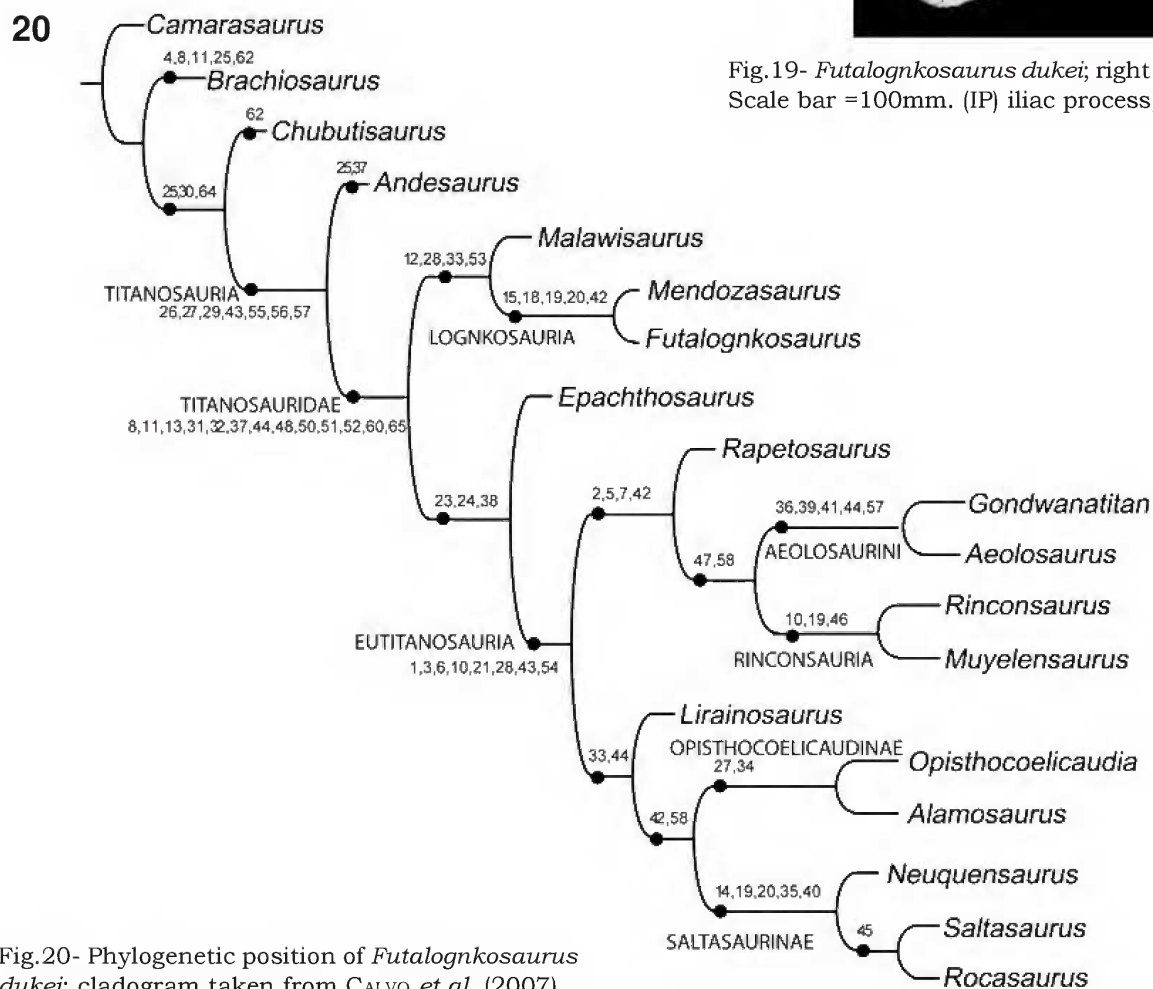 20
Camarasaurus
4,8,11,25,62
Brachiosaurus
Fig.19- Futalognkosaurus dukei; right
Scale bar =100mm. (IP) iliac process
62
Chubutisaurus
25,37
Andesaurus
25,30,64
Malawisaurus
12,28,33,53
TITANOSAURIA
26,27,29,43,55,56,57
15,18,19,20,42
Mendozasaurus
LOGNKOSAURIA
Futalognkosaurus
TITANOSAURIDAE
8,11,13,31,32,37,44,48,50,51,52,60,65
Epachthosaurus
Rapetosaurus
23,24,38
2,5,7,42
36,39,41,44,57
Gondwanatitan
AEOLOSAURINI
Aeolosaurus
47,58
Rinconsaurus
10,19,46
EUTITANOSAURIA
1,3,6,10,21,28,43,54
RINCONSAURIA
Muyelensaurus
Lirainosaurus
OPISTHOCOELICAUDINAE
33,44
27,34
Opisthocoelicaudia
Alamosaurus
42,58
Neuquensaurus
14,19,20,35,40
SALTASAURINAE
45
Saltasaurus
Rocasaurus
Fig.20- Phylogenetic position of Futalognkosaurus
dukei; cladogram taken from CALVO et al. (2007)